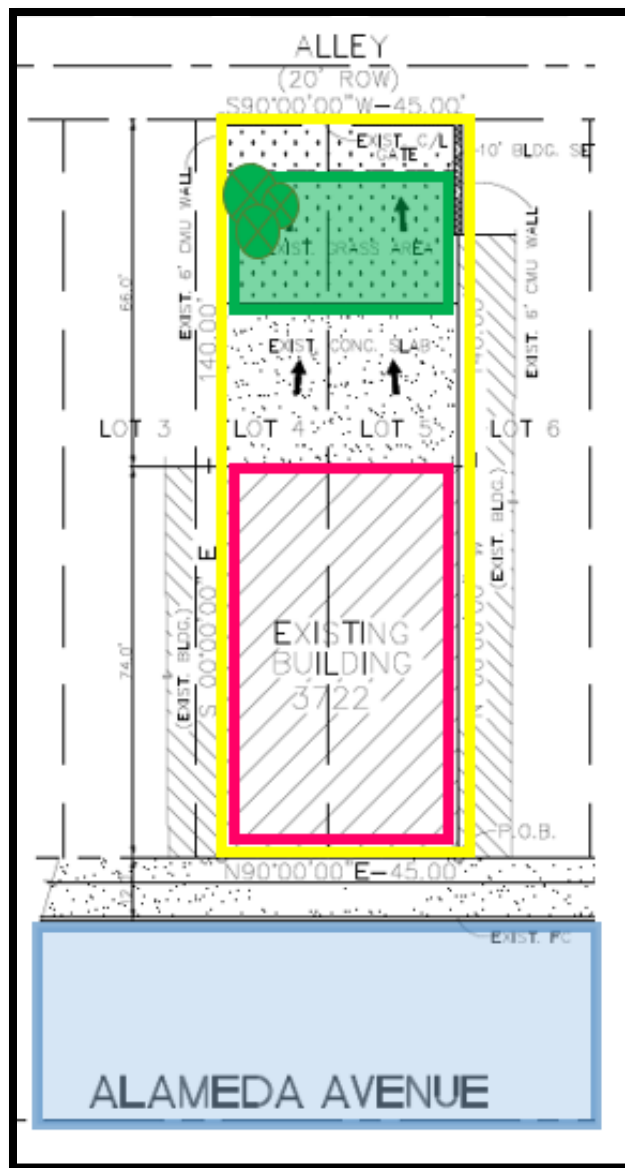 ALLEY
(20' ROW)
S90°00'00"W-45.00'
EXIST. C/L
GATE
10' BLDG. SE
EXIST. 6' CMU WALL
EXIST. 6' CMU WALL
66.0'
140.00'
EXIST. GRASS AREA
EXIST. CONC. SLAB
LOT 3
LOT 4
LOT 5
LOT 6
(EXIST. BLDG.)
(EXIST. BLDG.)
74.0'
S 00°00'00" E
EXISTING
BUILDING
3722
P.O.B.
N90°00'00"E-45.00'
ALAMEDA AVENUE